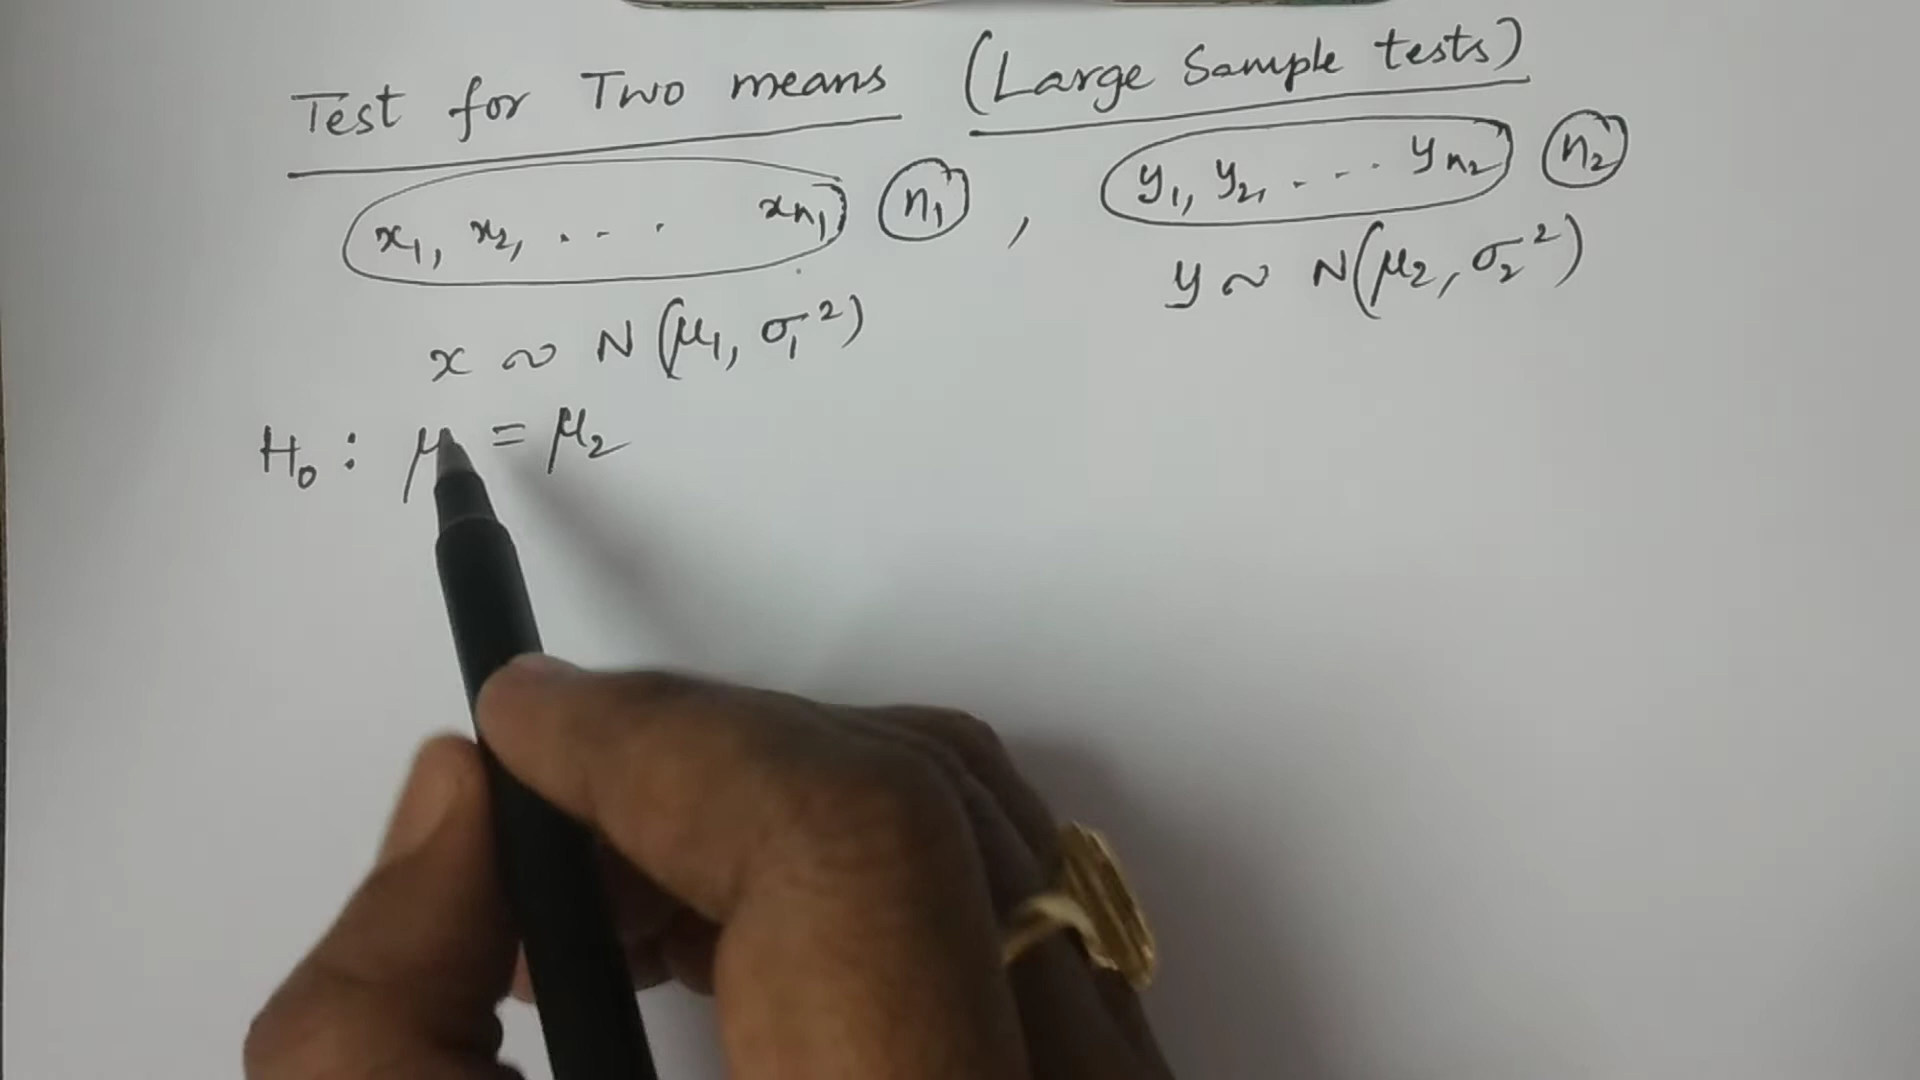 Test for Two means (Large Sample tests)
x₁, x₂, . . . xn₁ n₁ , y₁, y₂, . . . yn₂ n₂
x ~ N(μ₁, σ₁²) y ~ N(μ₂, σ₂²)
H₀ : μ = μ₂